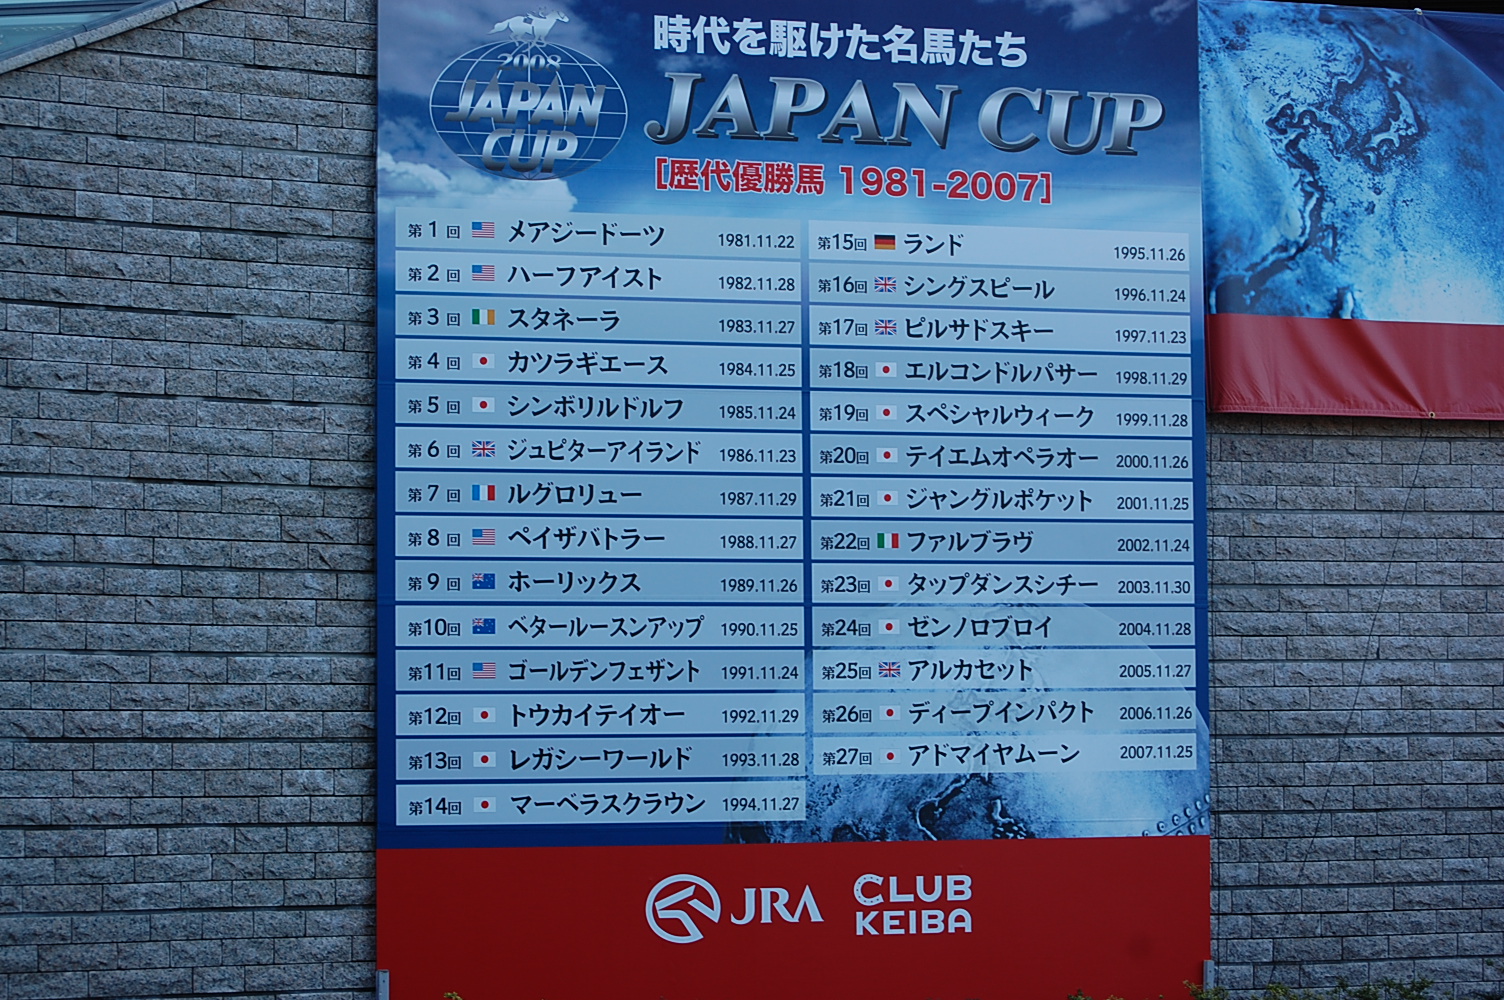 2008
JAPAN
CUP
時代を駆けた名馬たち
JAPAN CUP
[歴代優勝馬 1981-2007]
第1回 メアジードーツ 1981.11.22
第2回 ハーフアイスト 1982.11.28
第3回 スタネーラ 1983.11.27
第4回 カツラギエース 1984.11.25
第5回 シンボリルドルフ 1985.11.24
第6回 ジュピターアイランド 1986.11.23
第7回 ルグロリュー 1987.11.29
第8回 ペイザバトラー 1988.11.27
第9回 ホーリックス 1989.11.26
第10回 ベタールースンアップ 1990.11.25
第11回 ゴールデンフェザント 1991.11.24
第12回 トウカイテイオー 1992.11.29
第13回 レガシーワールド 1993.11.28
第14回 マーベラスクラウン 1994.11.27
第15回 ランド 1995.11.26
第16回 シングスピール 1996.11.24
第17回 ピルサドスキー 1997.11.23
第18回 エルコンドルパサー 1998.11.29
第19回 スペシャルウィーク 1999.11.28
第20回 テイエムオペラオー 2000.11.26
第21回 ジャングルポケット 2001.11.25
第22回 ファルブラヴ 2002.11.24
第23回 タップダンスシチー 2003.11.30
第24回 ゼンノロブロイ 2004.11.28
第25回 アルカセット 2005.11.27
第26回 ディープインパクト 2006.11.26
第27回 アドマイヤムーン 2007.11.25
JRA
CLUB
KEIBA